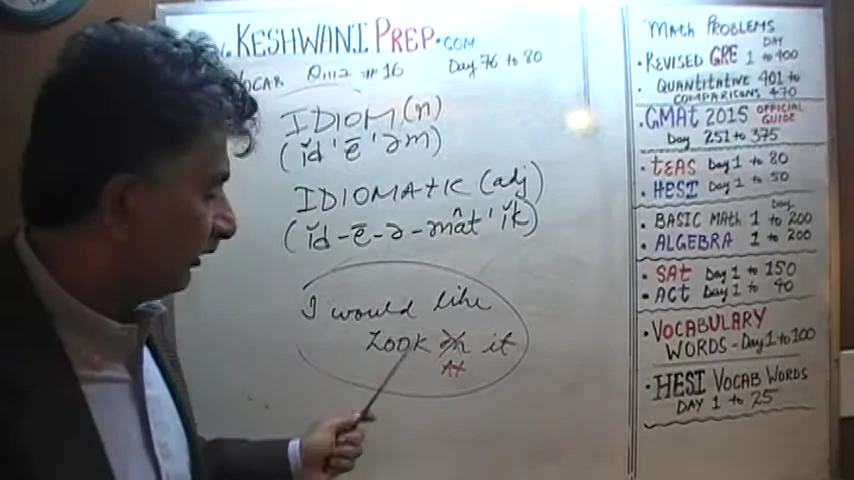 . KESHWANI PREP.COM
VOCAB QUIZ #16 Day 76 to 80
IDIOM (n)
(ĭd'ē'əm)
IDIOMATIC (adj)
(ĭd-ē-ə-măt'ĭk)
I would like
LOOK on it
At
MATH PROBLEMS
DAY
• REVISED GRE 1 to 400
• QUANTITATIVE 401 to
COMPARISONS 470
• GMAT 2015 OFFICIAL GUIDE
Day 251 to 375
• TEAS Day 1 to 80
• HESI Day 1 to 50
DAY
• BASIC MATH 1 to 200
• ALGEBRA 1 to 200
• SAT Day 1 to 150
• ACT Day 1 to 40
• VOCABULARY
WORDS - Day 1 to 100
• HESI VOCAB WORDS
DAY 1 to 25